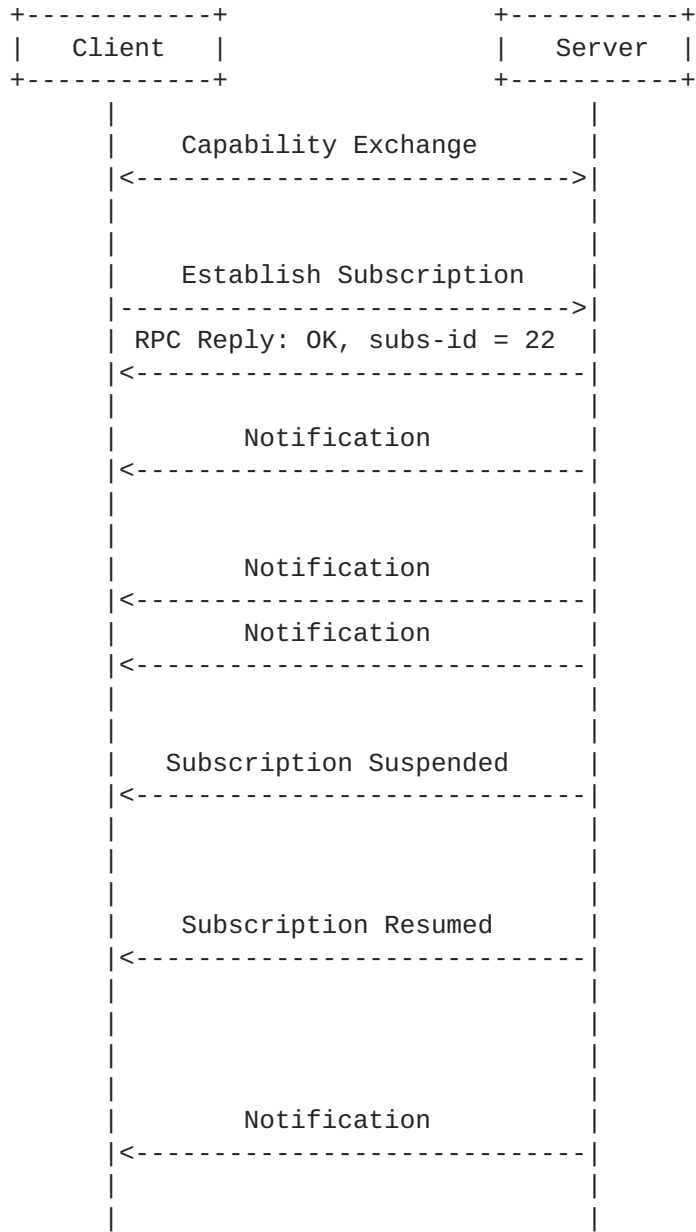 Client Server
Capability Exchange
Establish Subscription
RPC Reply: OK, subs-id = 22
Notification
Notification
Notification
Subscription Suspended
Subscription Resumed
Notification